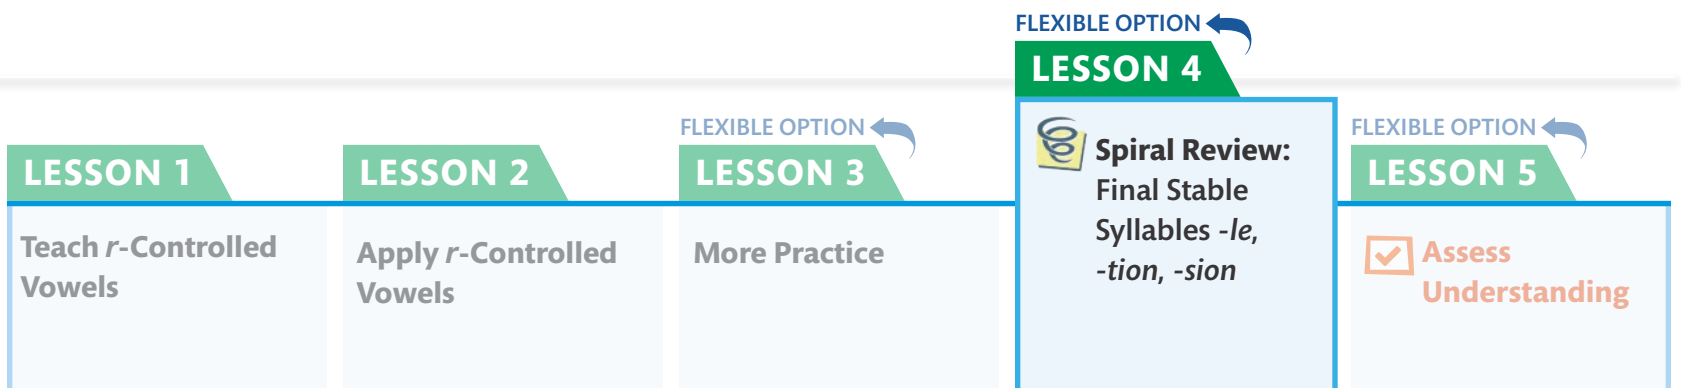 FLEXIBLE OPTION
LESSON 4
FLEXIBLE OPTION
FLEXIBLE OPTION
LESSON 1
LESSON 2
LESSON 3
LESSON 5
Teach r-Controlled
Vowels
Apply r-Controlled
Vowels
More Practice
Spiral Review:
Final Stable
Syllables -le,
-tion, -sion
Assess
Understanding